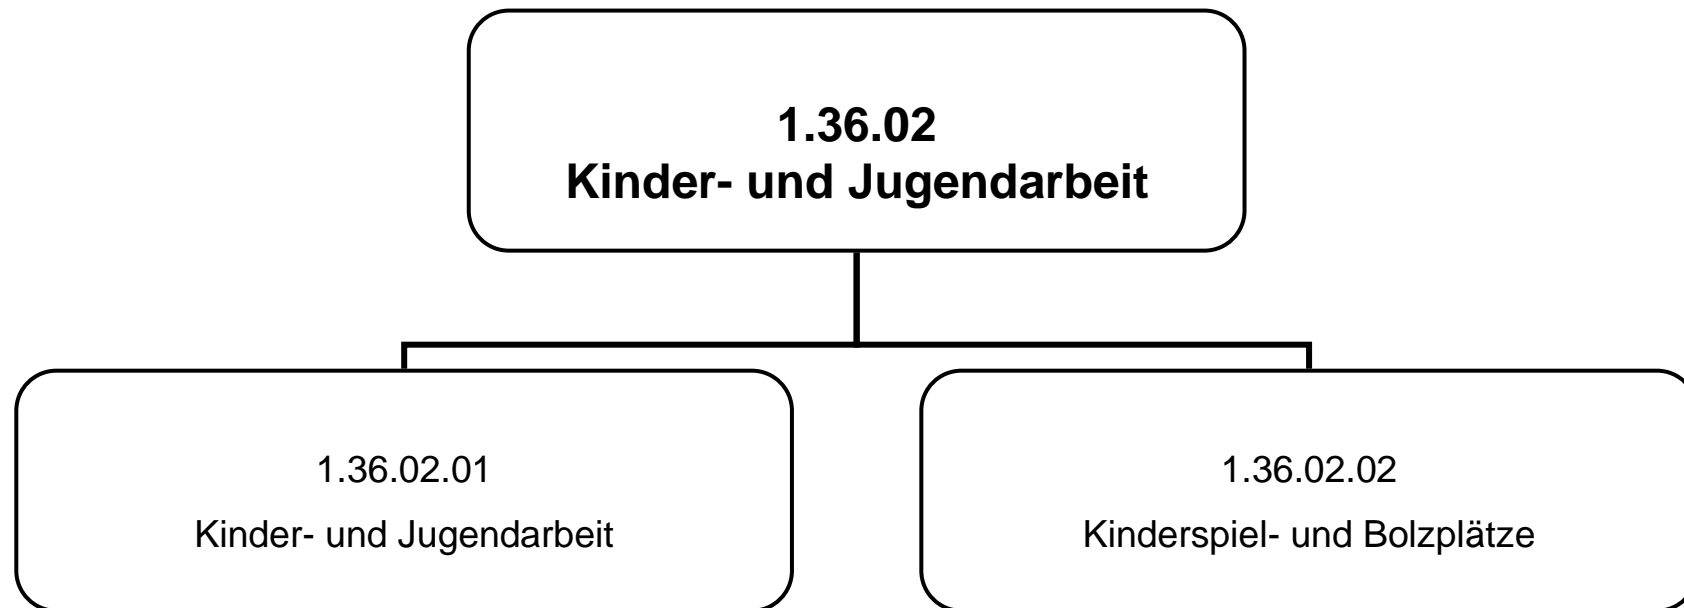 1.36.02
Kinder- und Jugendarbeit
1.36.02.01
Kinder- und Jugendarbeit
1.36.02.02
Kinderspiel- und Bolzplätze